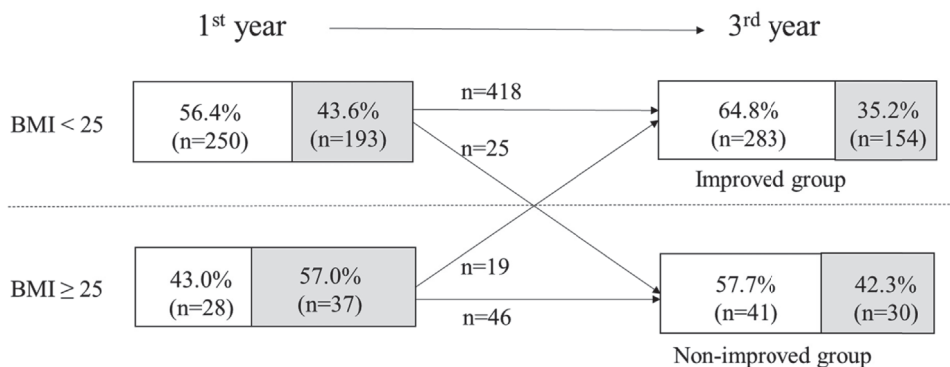 1st year
3rd year
BMI < 25
56.4%
(n=250)
43.6%
(n=193)
n=418
n=25
64.8%
(n=283)
35.2%
(n=154)
Improved group
BMI ≥ 25
43.0%
(n=28)
57.0%
(n=37)
n=19
n=46
57.7%
(n=41)
42.3%
(n=30)
Non-improved group